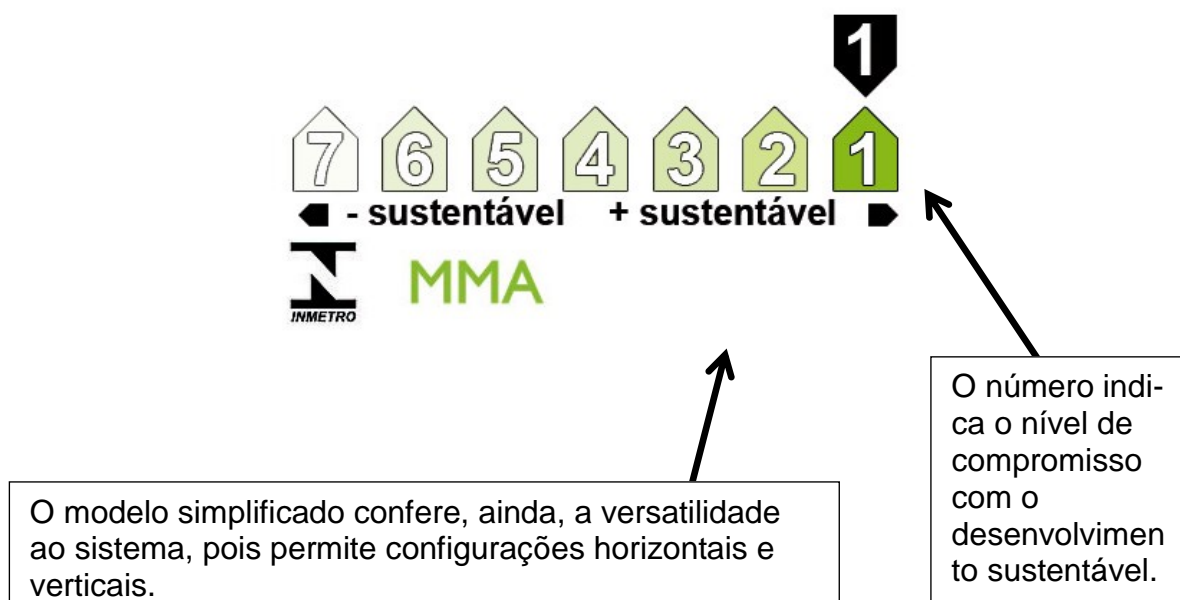 1
7 6 5 4 3 2 1
- sustentável + sustentável
INMETRO MMA
O número indi-
ca o nível de
compromisso
com o
desenvolvimen
to sustentável.
O modelo simplificado confere, ainda, a versatilidade
ao sistema, pois permite configurações horizontais e
verticais.